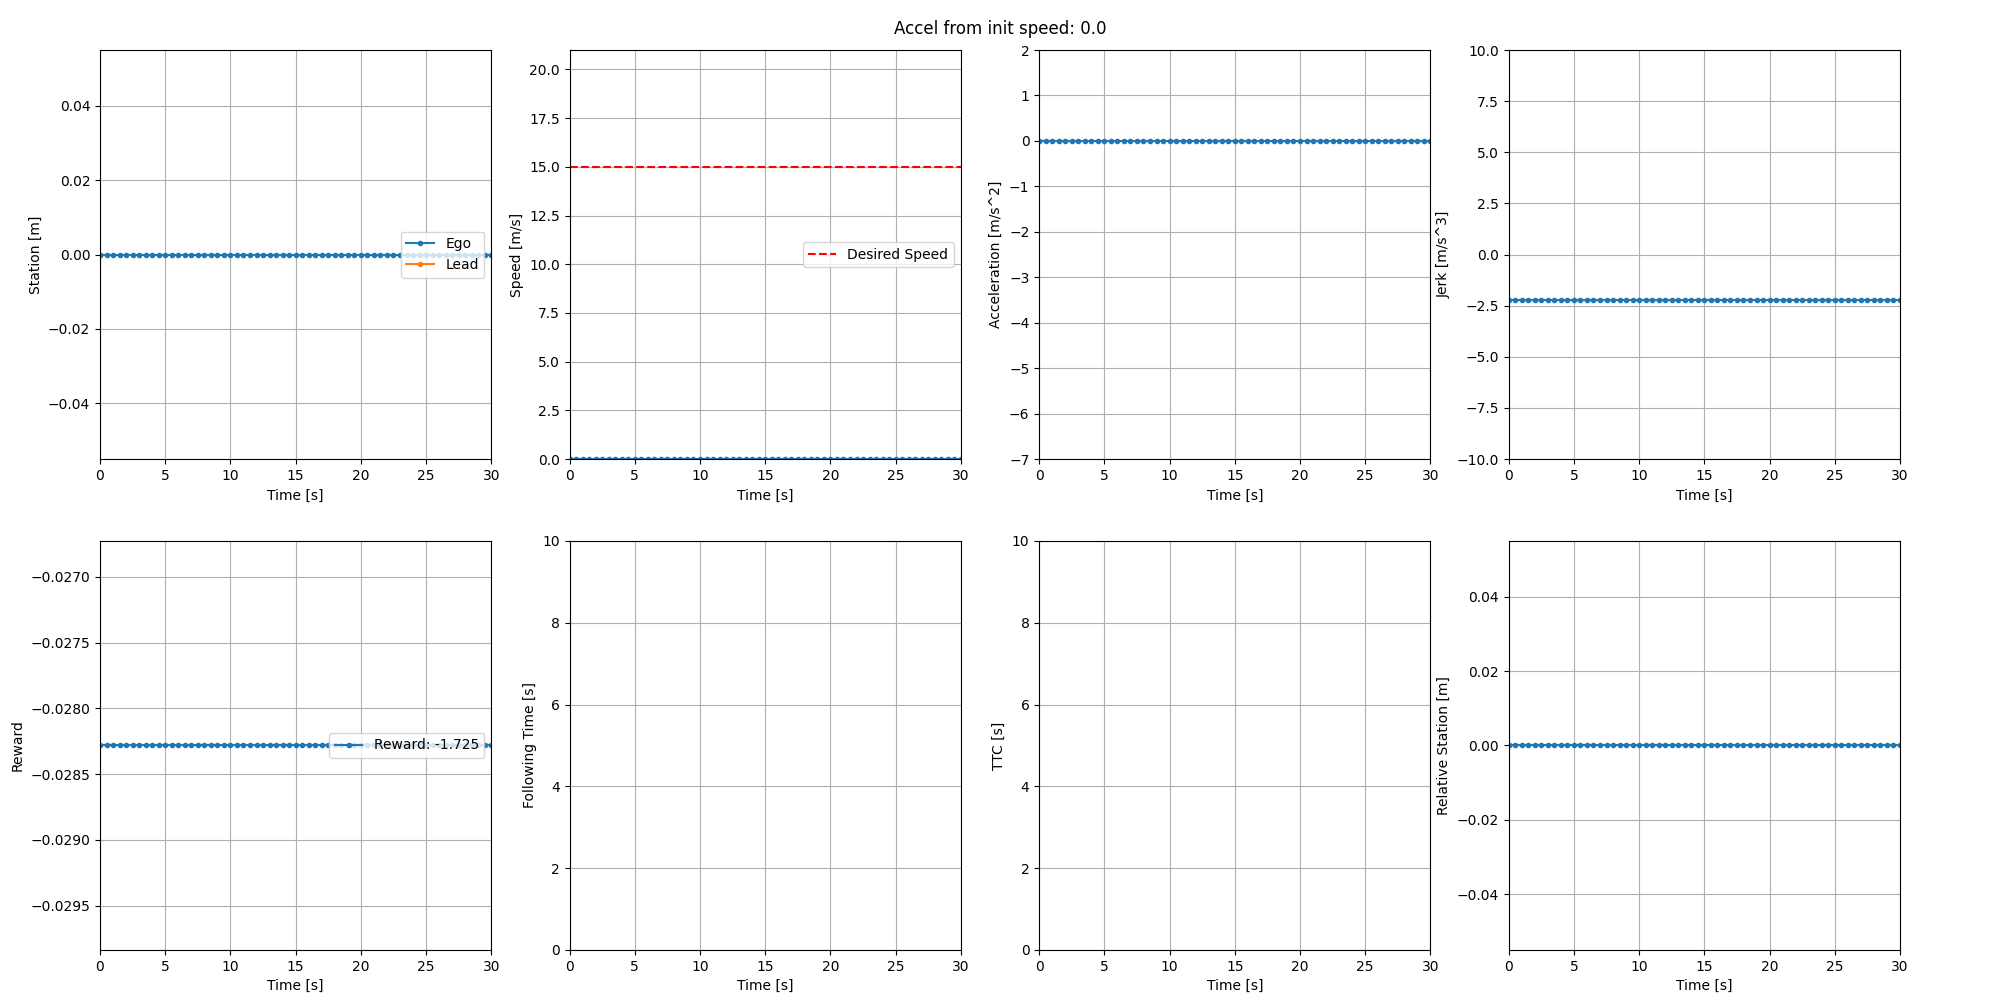 Accel from init speed: 0.0
Station [m]
0.04
0.02
0.00
−0.02
−0.04
Ego
Lead
0 5 10 15 20 25 30
Time [s]
Speed [m/s]
20.0
17.5
15.0
12.5
10.0
7.5
5.0
2.5
0.0
Desired Speed
0 5 10 15 20 25 30
Time [s]
Acceleration [m/s^2]
2
1
0
−1
−2
−3
−4
−5
−6
−7
0 5 10 15 20 25 30
Time [s]
Jerk [m/s^3]
10.0
7.5
5.0
2.5
0.0
−2.5
−5.0
−7.5
−10.0
0 5 10 15 20 25 30
Time [s]
Reward
−0.0270
−0.0275
−0.0280
−0.0285
−0.0290
−0.0295
Reward: -1.725
0 5 10 15 20 25 30
Time [s]
Following Time [s]
10
8
6
4
2
0
0 5 10 15 20 25 30
Time [s]
TTC [s]
10
8
6
4
2
0
0 5 10 15 20 25 30
Time [s]
Relative Station [m]
0.04
0.02
0.00
−0.02
−0.04
0 5 10 15 20 25 30
Time [s]